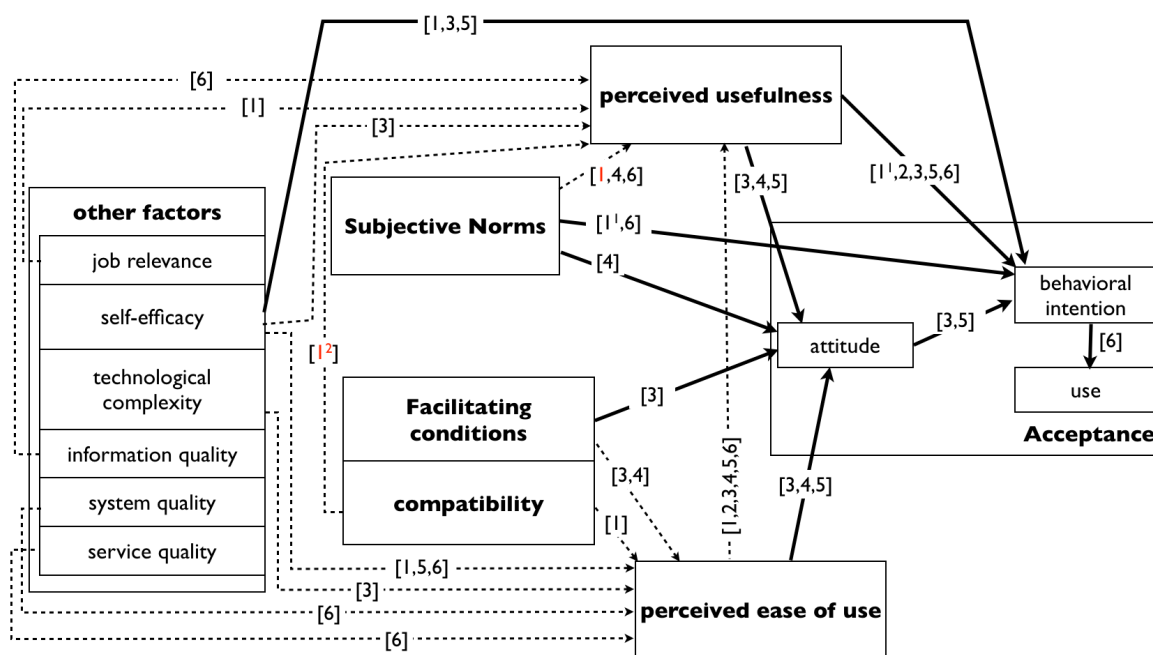 [1,3,5]
[6]
perceived usefulness
[1]
[3]
[1,4,6]
[3,4,5]
[1¹,2,3,5,6]
other factors
Subjective Norms
[1¹,6]
job relevance
[4]
behavioral
intention
self-efficacy
[3,5]
attitude
[6]
[1²]
technological
complexity
[3]
use
Facilitating
conditions
Acceptance
information quality
[3,4]
[1,2,3,4,5,6]
[3,4,5]
system quality
compatibility
[1]
service quality
[1,5,6]
[3]
perceived ease of use
[6]
[6]